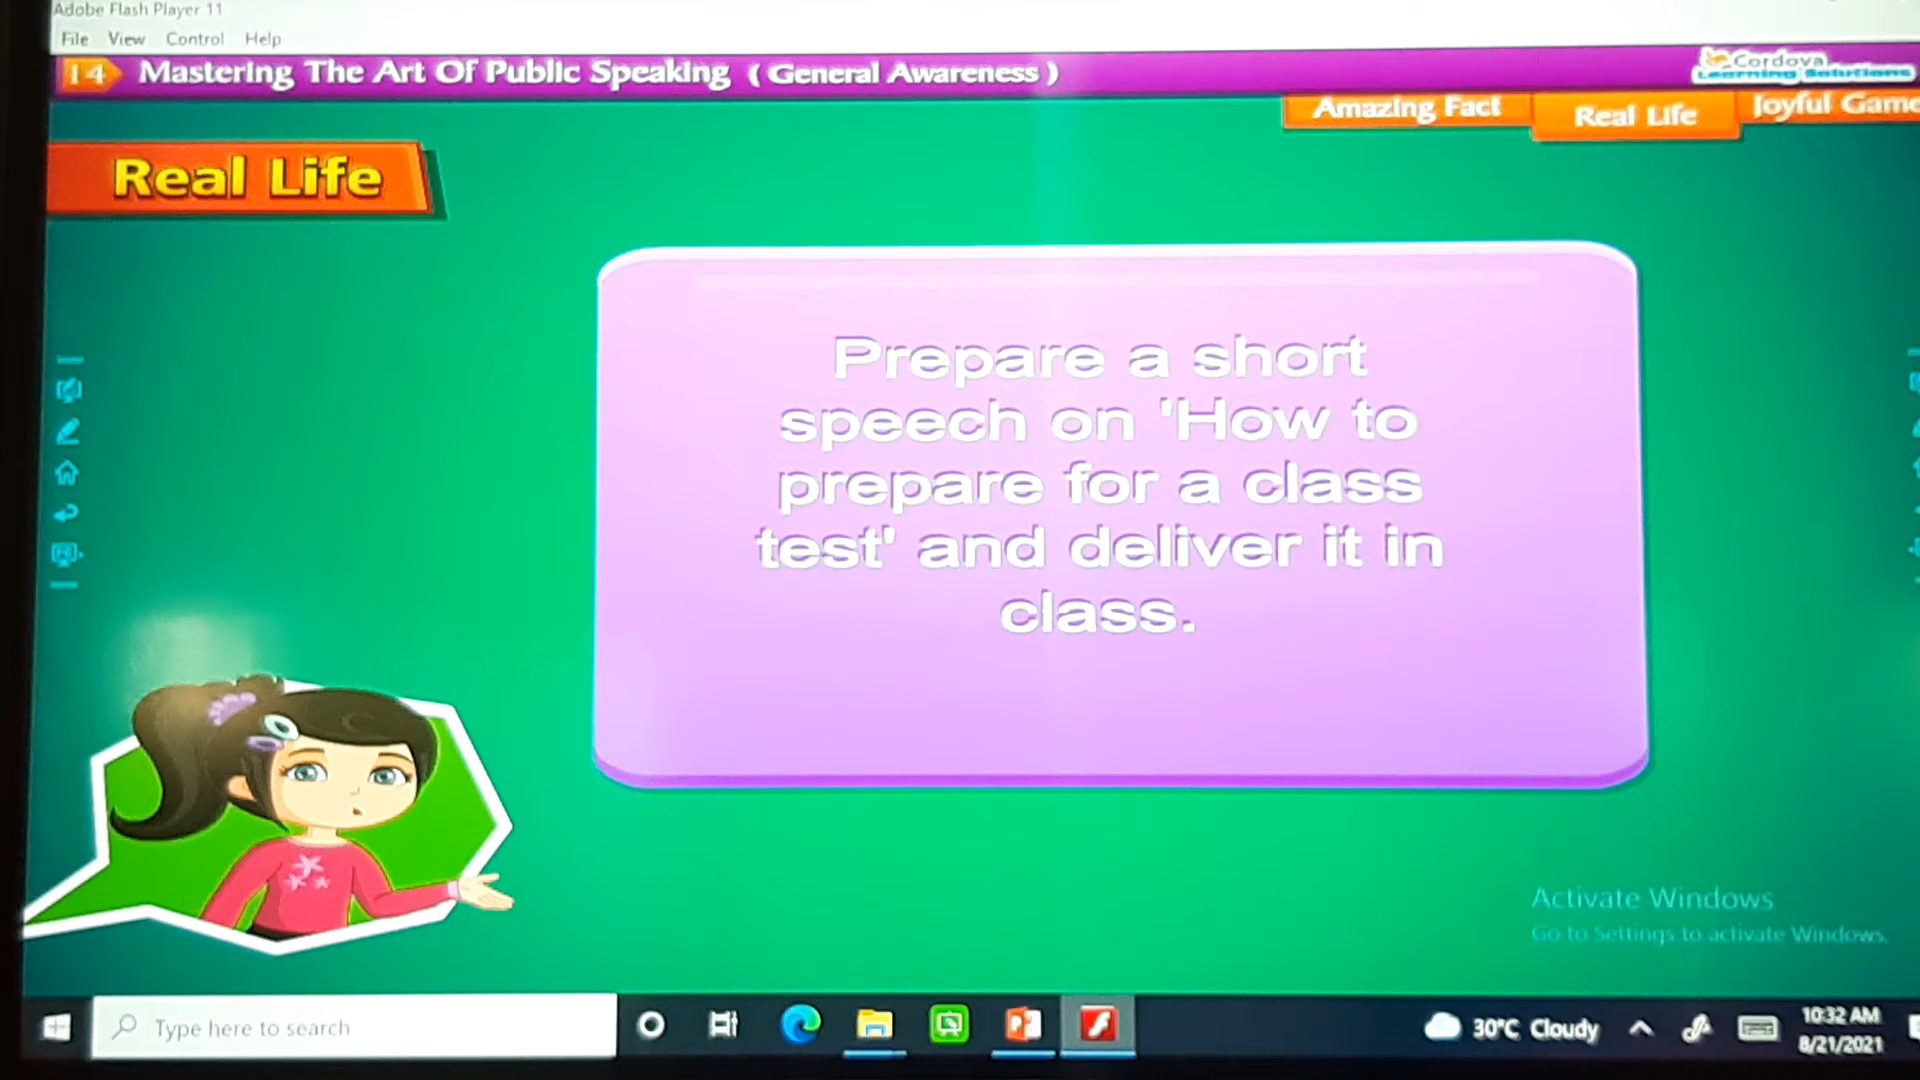 Adobe Flash Player 11
File View Control Help
14 Mastering The Art Of Public Speaking ( General Awareness )
Cordova
Learning Solutions
Amazing Fact
Real Life
Joyful Game
Real Life
Prepare a short
speech on 'How to
prepare for a class
test' and deliver it in
class.
Activate Windows
Go to Settings to activate Windows.
Type here to search
30°C Cloudy
10:32 AM
8/21/2021